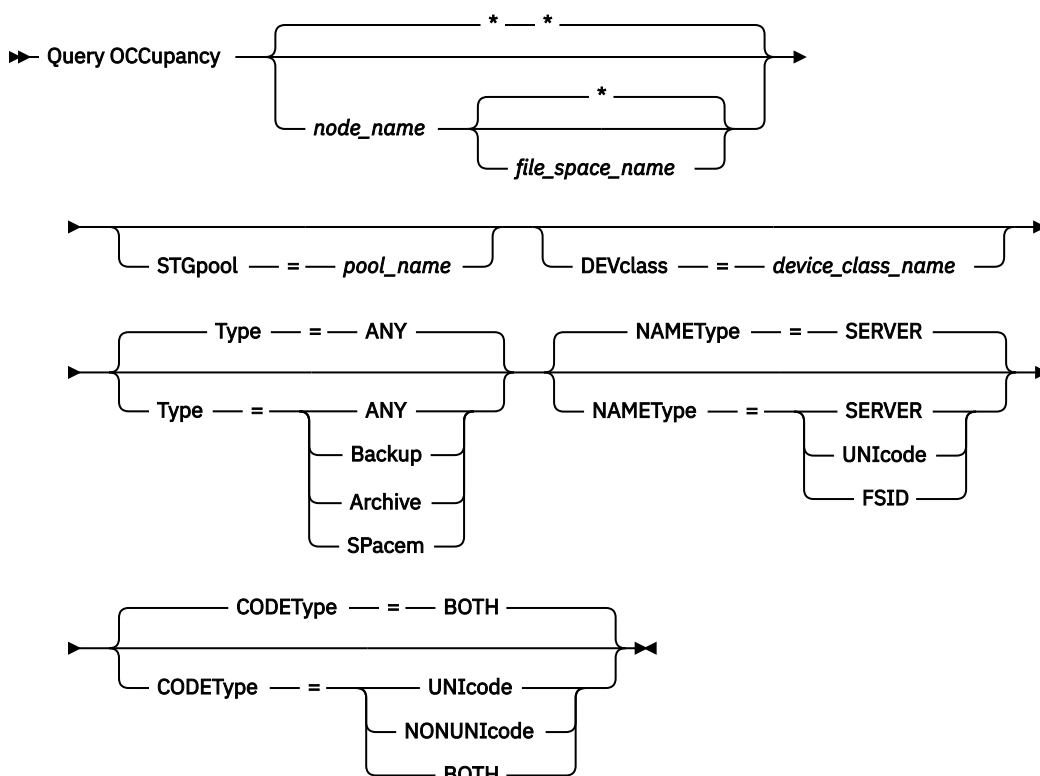 * *
Query OCCupancy
*
node_name
file_space_name
STGpool = pool_name DEVclass = device_class_name
Type = ANY NAMEType = SERVER
Type = ANY NAMEType = SERVER
Backup UNIcode
Archive FSID
SPacem
CODEType = BOTH
CODEType = UNIcode
NONUNIcode
BOTH